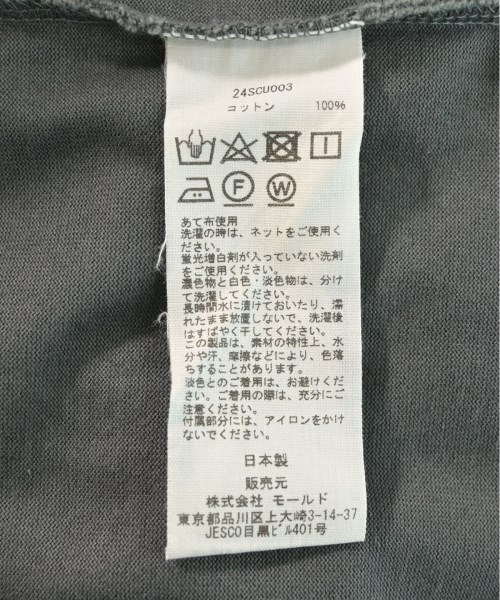 24SCU003
コットン 100%
F W
あて布使用
洗濯の時は、ネットをご使用く
ださい。
蛍光増白剤が入っていない洗剤
をご使用ください。
濃色物と白色・淡色物は、分け
て洗濯してください。
長時間水に漬けておいたり、濡
れたまま放置しないで、洗濯後
はすばやく干してください。
この製品は、素材の特性上、水
分や汗、摩擦などにより、色落
ちすることがあります。
淡色とのご着用は、お避けくだ
さい。ご着用の際は、充分にご
注意ください。
付属部分には、アイロンをかけ
ないでください。
日本製
販売元
株式会社 モールド
東京都品川区上大崎3-14-37
JESCO目黒ﾋﾞﾙ401号